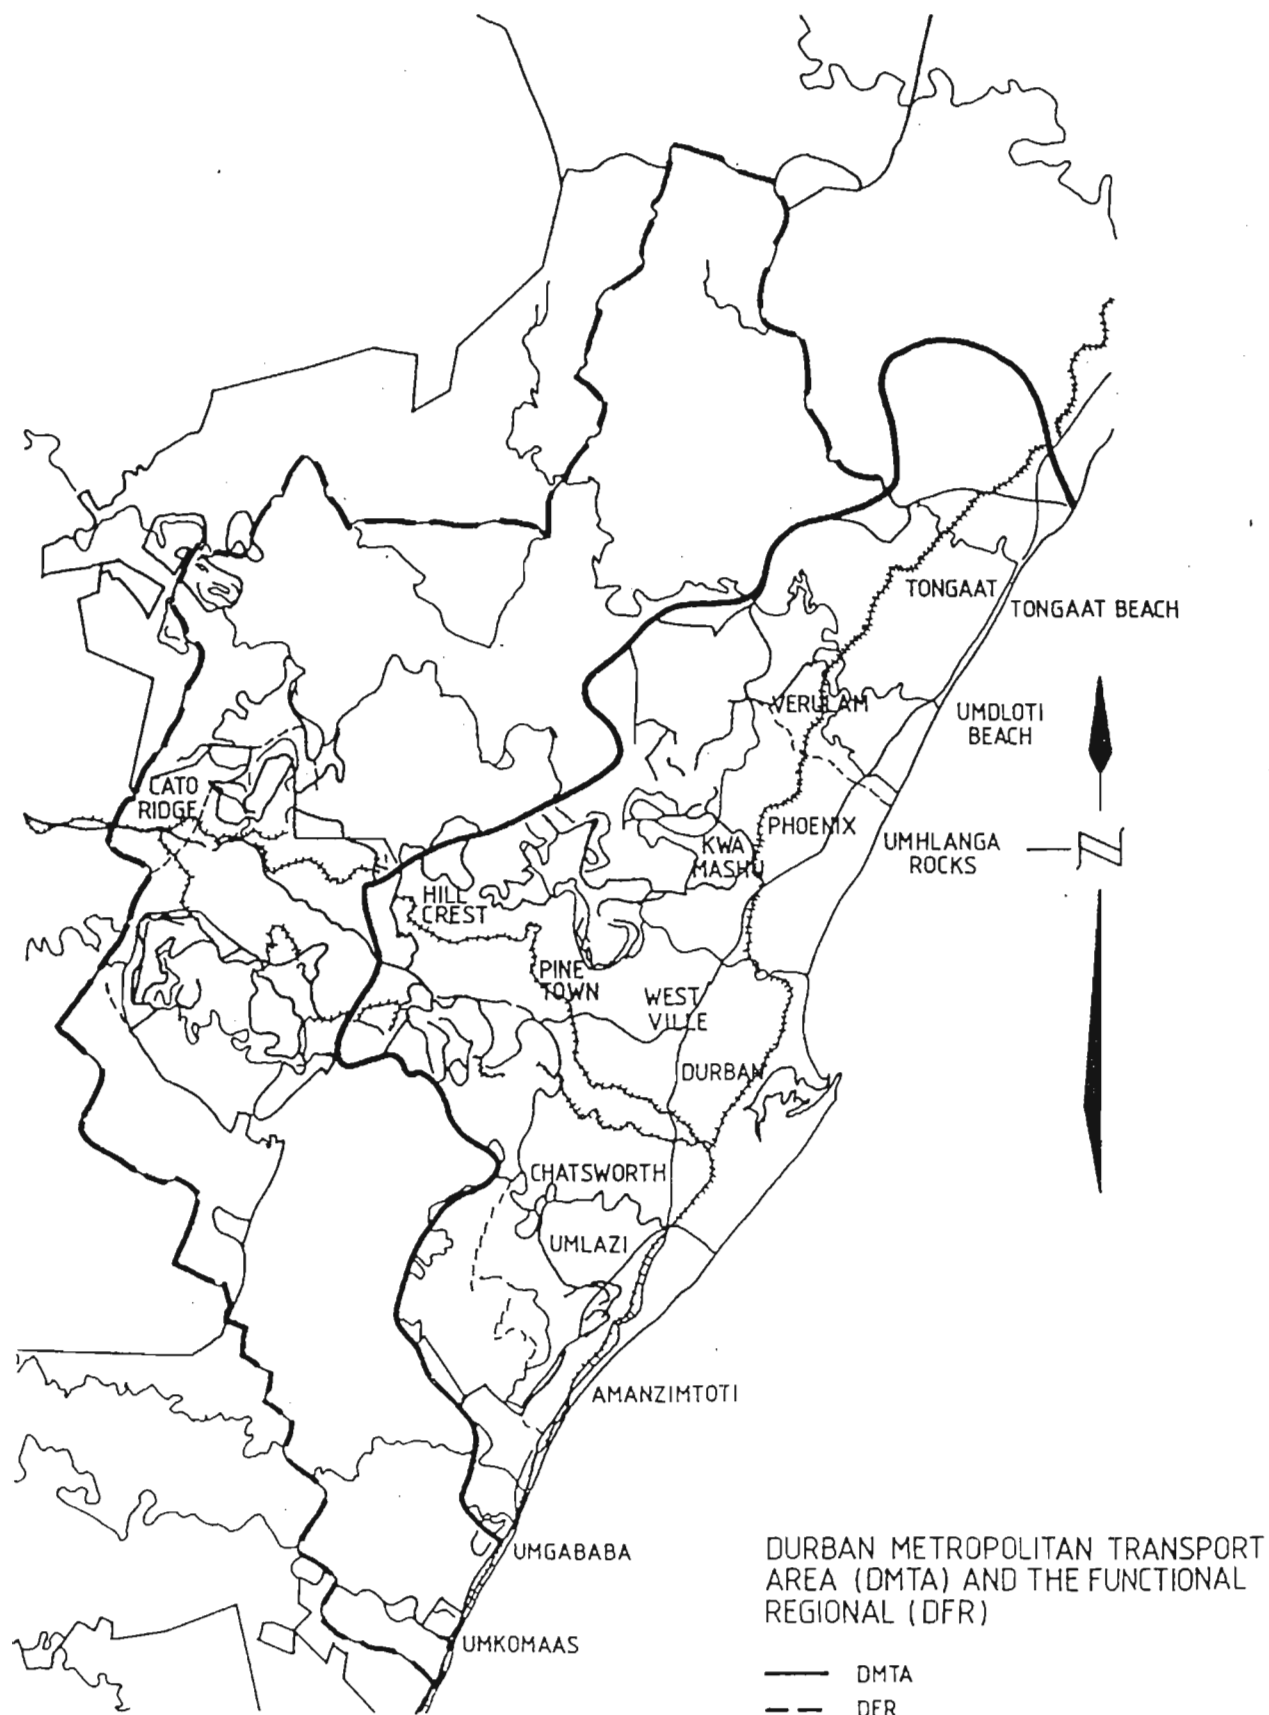 TONGAAT
TONGAAT BEACH
VERULAM
UMDLOTI
BEACH
CATO
RIDGE
PHOENIX
UMHLANGA
ROCKS
KWA
MASHU
N
HILL
CREST
PINE
TOWN
WEST
VILLE
DURBAN
CHATSWORTH
UMLAZI
AMANZIMTOTI
UMGABABA
UMKOMAAS
DURBAN METROPOLITAN TRANSPORT
AREA (DMTA) AND THE FUNCTIONAL
REGIONAL (DFR)
DMTA
DFR